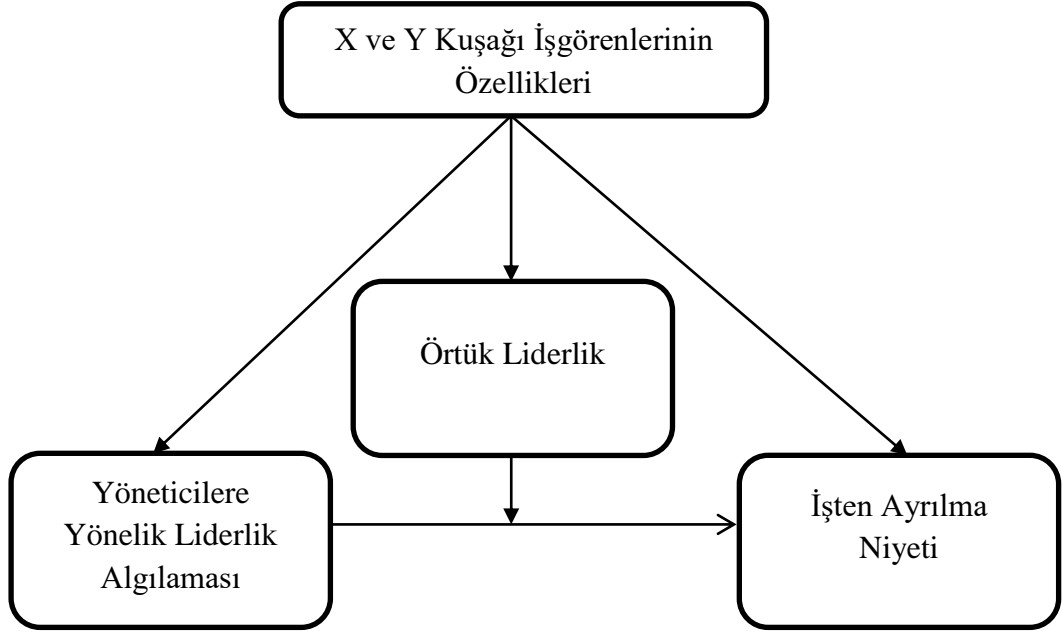 X ve Y Kuşağı İşgörenlerinin
Özellikleri
Örtük Liderlik
Yöneticilere
Yönelik Liderlik
Algılaması
İşten Ayrılma
Niyeti